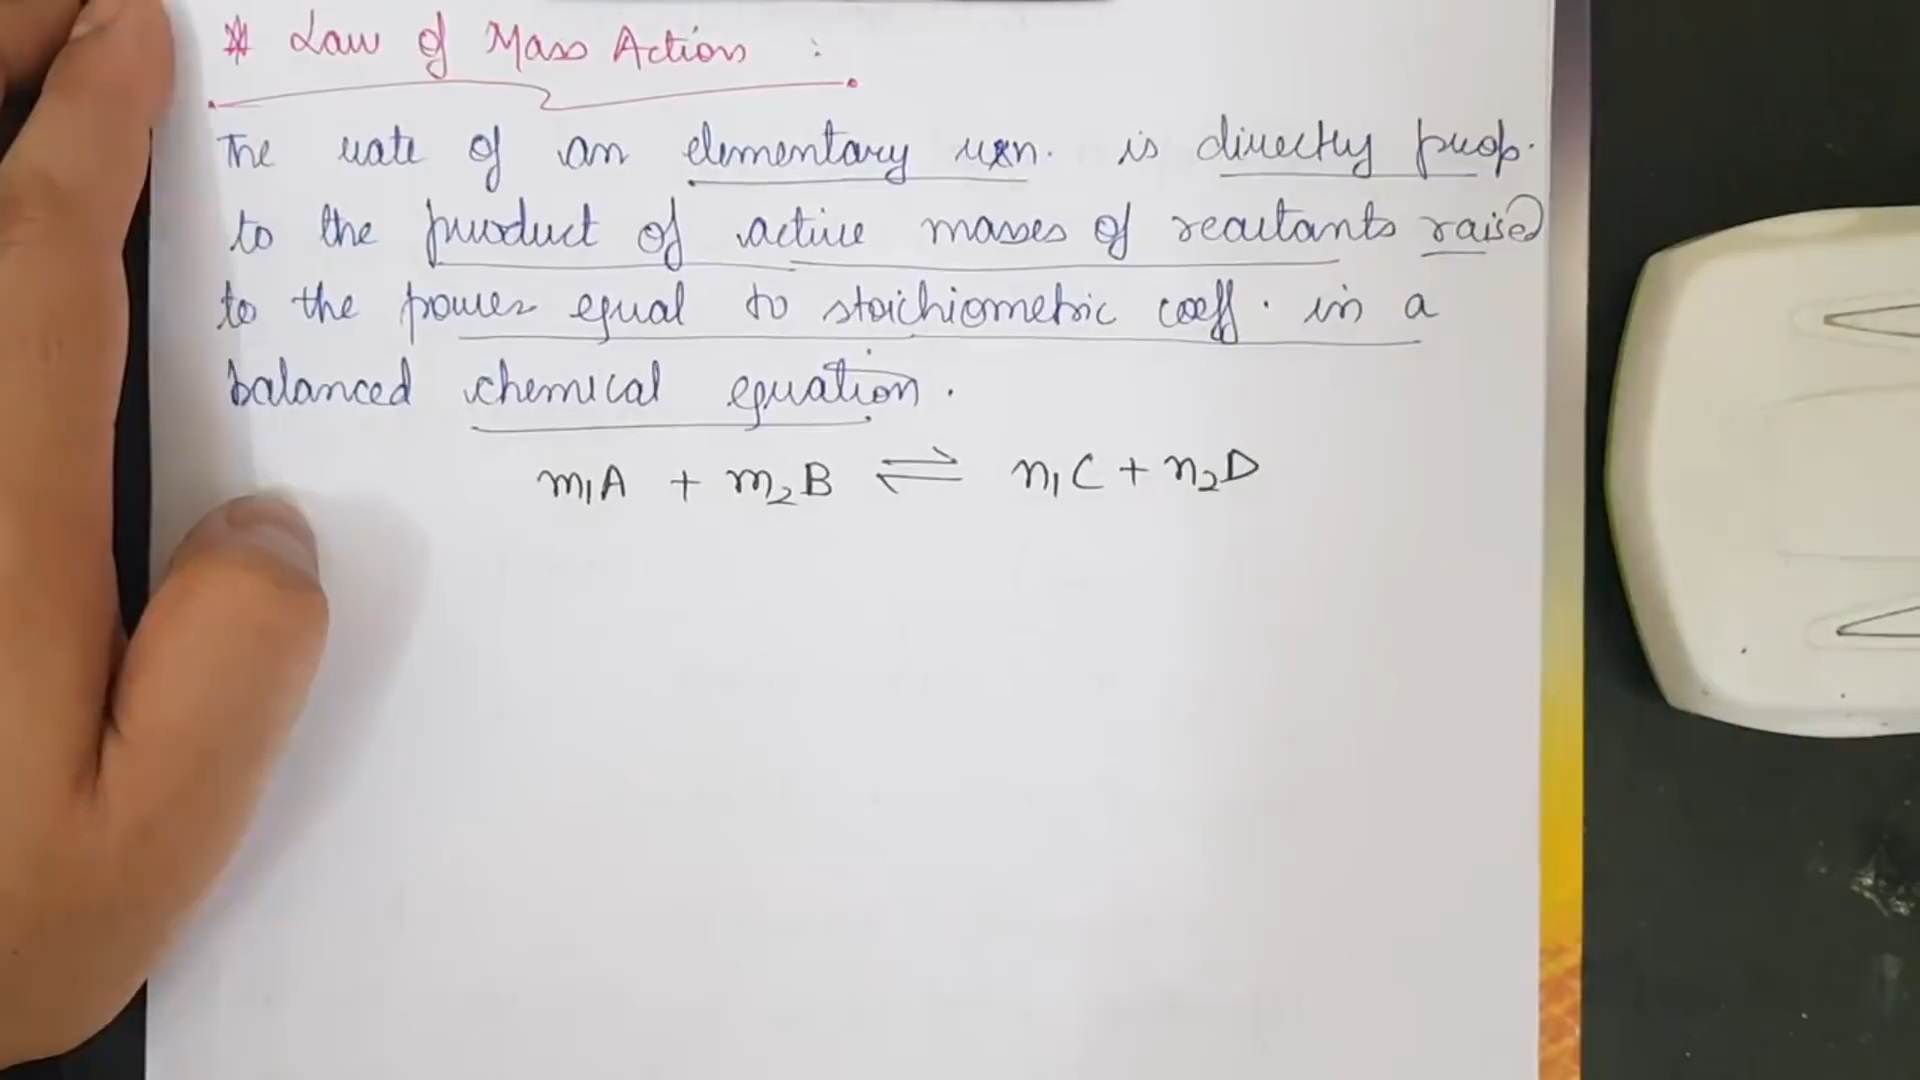 * Law of Mass Action :
The rate of an elementary rxn. is directly prop.
to the product of active masses of reactants raised
to the power equal to stoichiometric coeff. in a
balanced chemical equation.
m₁A + m₂B ⇌ n₁C + n₂D